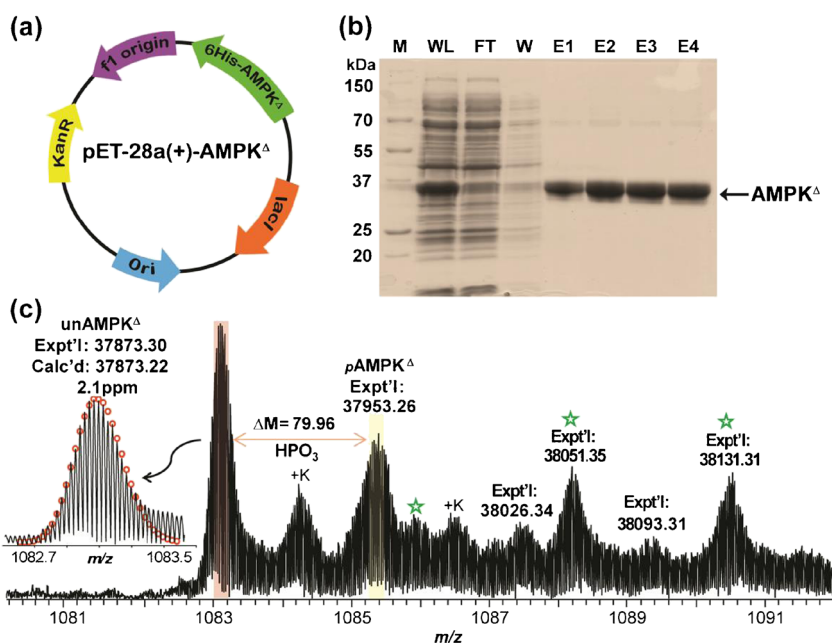 (a)
f1 origin
6His-AMPKΔ
KanR
pET-28a(+)-AMPKΔ
lacI
Ori
(b)
M WL FT W E1 E2 E3 E4
kDa
150
70
55
37
25
20
AMPKΔ
(c)
unAMPKΔ
Expt'l: 37873.30
Calc'd: 37873.22
2.1ppm
1082.7 m/z 1083.5
ΔM= 79.96
HPO3
+K
pAMPKΔ
Expt'l:
37953.26
+K
Expt'l:
38026.34
Expt'l:
38051.35
Expt'l:
38093.31
Expt'l:
38131.31
1081 1083 1085 1087 1089 1091
m/z